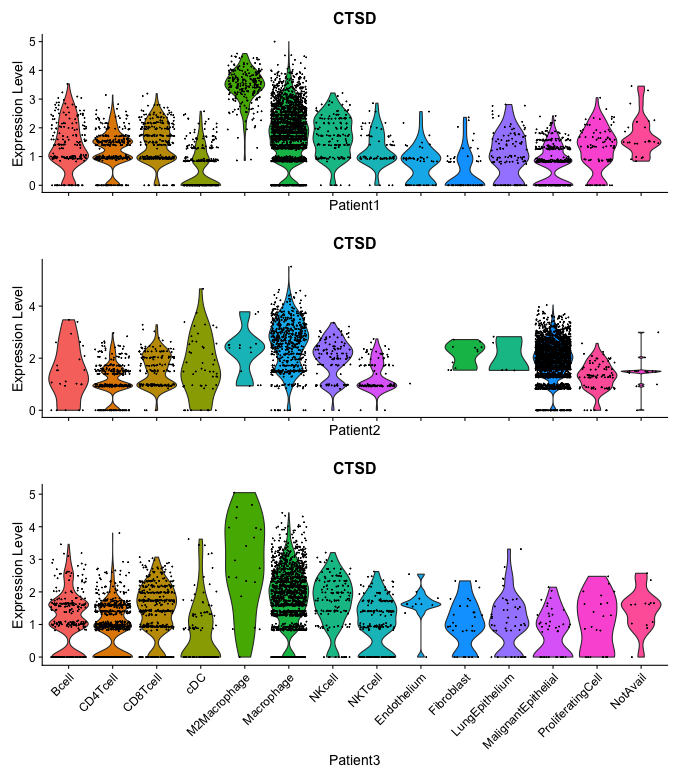 CTSD
Expression Level
5
4
3
2
1
0
Patient1
CTSD
Expression Level
4
2
0
Patient2
CTSD
Expression Level
5
4
3
2
1
0
Bcell
CD4Tcell
CD8Tcell
cDC
M2Macrophage
Macrophage
NKcell
NKTcell
Endothelium
Fibroblast
LungEpithelium
MalignantEpithelial
ProliferatingCell
NotAvail
Patient3